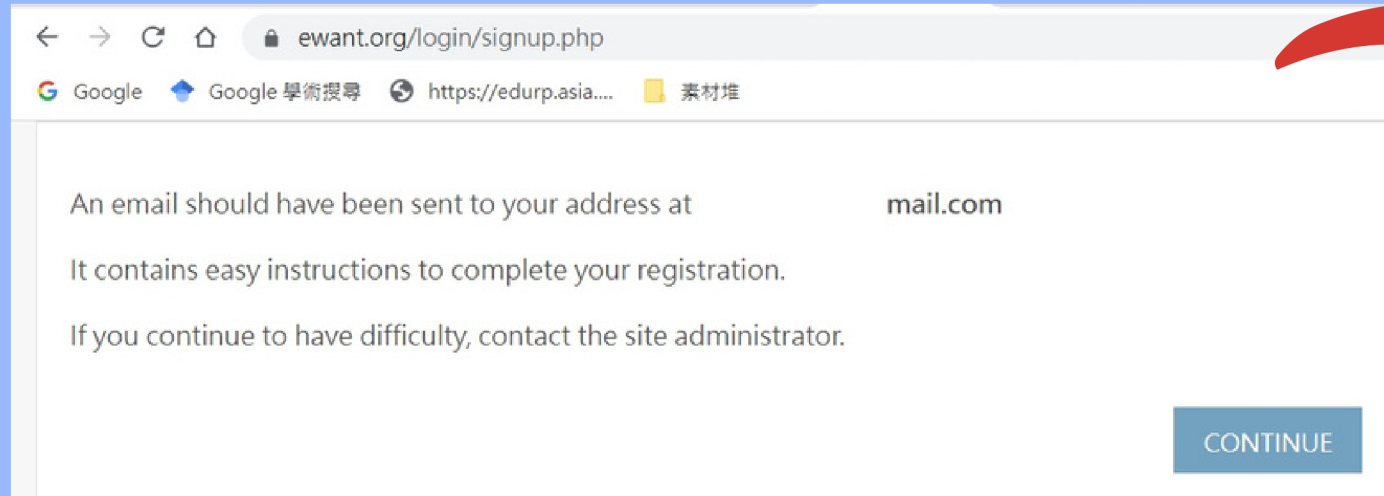 ewant.org/login/signup.php
Google Google 學術搜尋 https://edurp.asia.... 素材堆
An email should have been sent to your address at mail.com
It contains easy instructions to complete your registration.
If you continue to have difficulty, contact the site administrator.
CONTINUE